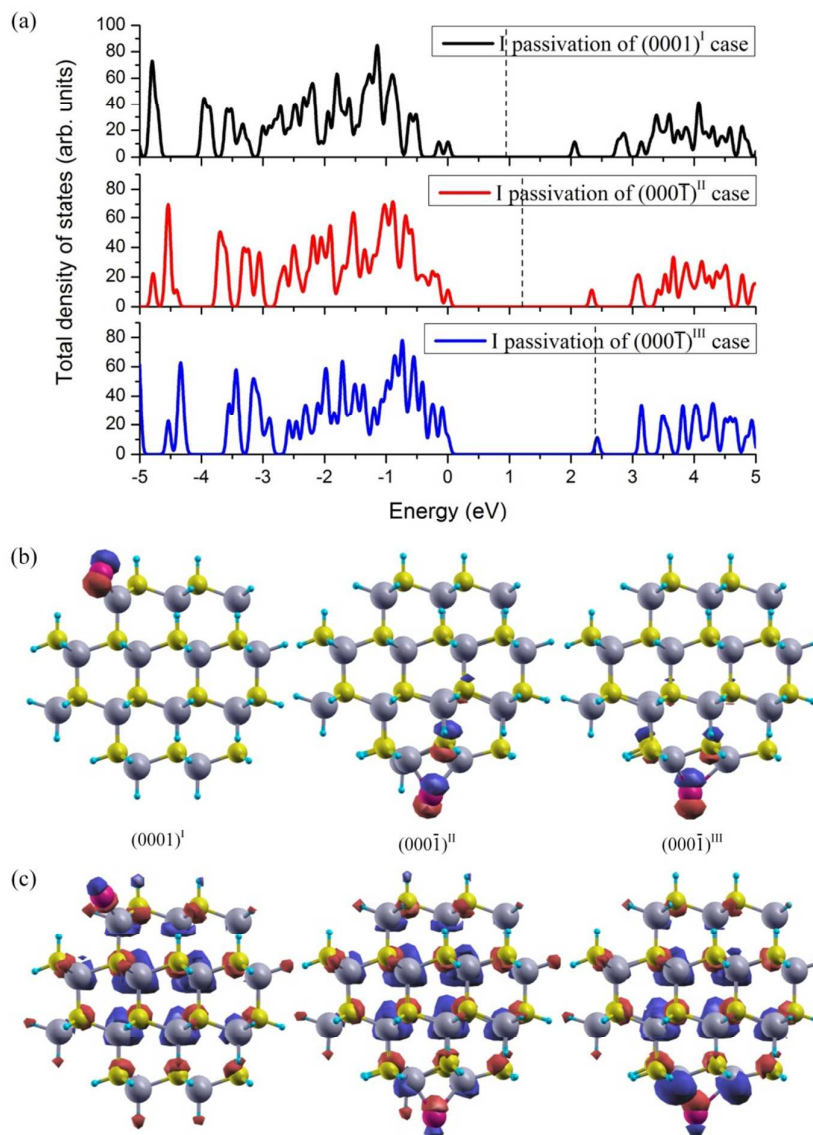 (a)
Total density of states (arb. units)
100
80
60
40
20
0
I passivation of (0001)ᴵ case
80
60
40
20
0
I passivation of (0001̅)ᴵᴵ case
80
60
40
20
0
I passivation of (0001̅)ᴵᴵᴵ case
-5 -4 -3 -2 -1 0 1 2 3 4 5
Energy (eV)
(b)
(0001)ᴵ (0001̅)ᴵᴵ (0001̅)ᴵᴵᴵ
(c)